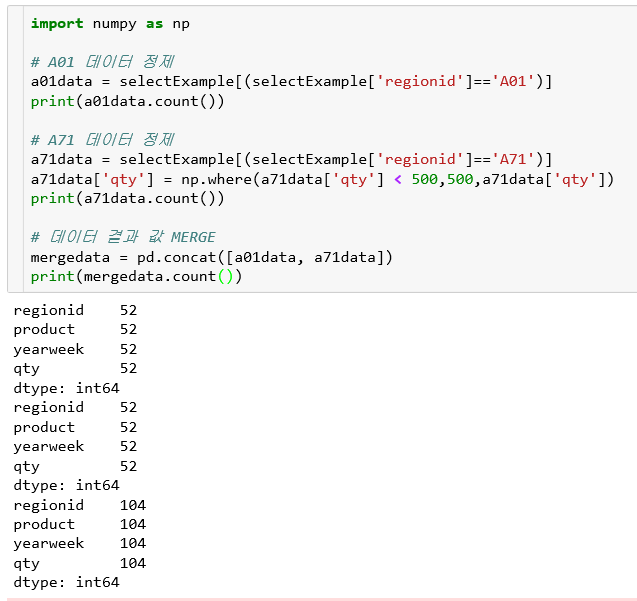 import numpy as np
# A01 데이터 정제
a01data = selectExample[(selectExample['regionid']=='A01')]
print(a01data.count())
# A71 데이터 정제
a71data = selectExample[(selectExample['regionid']=='A71')]
a71data['qty'] = np.where(a71data['qty'] < 500,500,a71data['qty'])
print(a71data.count())
# 데이터 결과 값 MERGE
mergedata = pd.concat([a01data, a71data])
print(mergedata.count())
regionid    52
product     52
yearweek    52
qty         52
dtype: int64
regionid    52
product     52
yearweek    52
qty         52
dtype: int64
regionid    104
product     104
yearweek    104
qty         104
dtype: int64